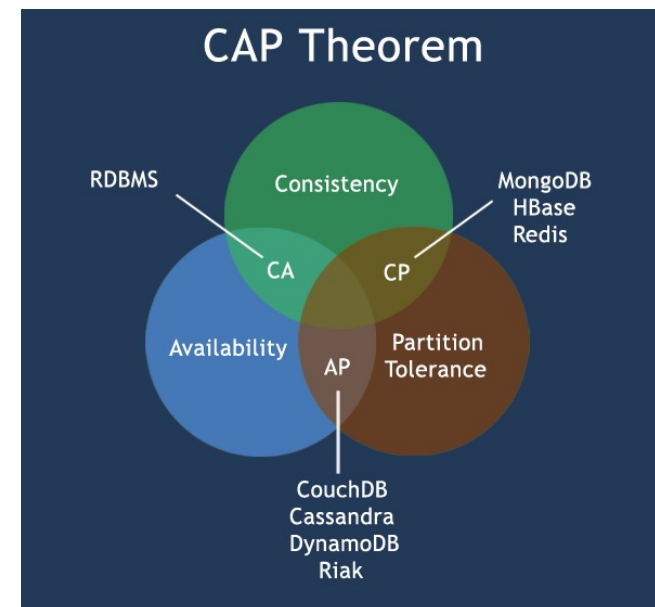 CAP Theorem
Consistency
RDBMS
MongoDB
HBase
Redis
CA
CP
Availability
Partition
Tolerance
AP
CouchDB
Cassandra
DynamoDB
Riak